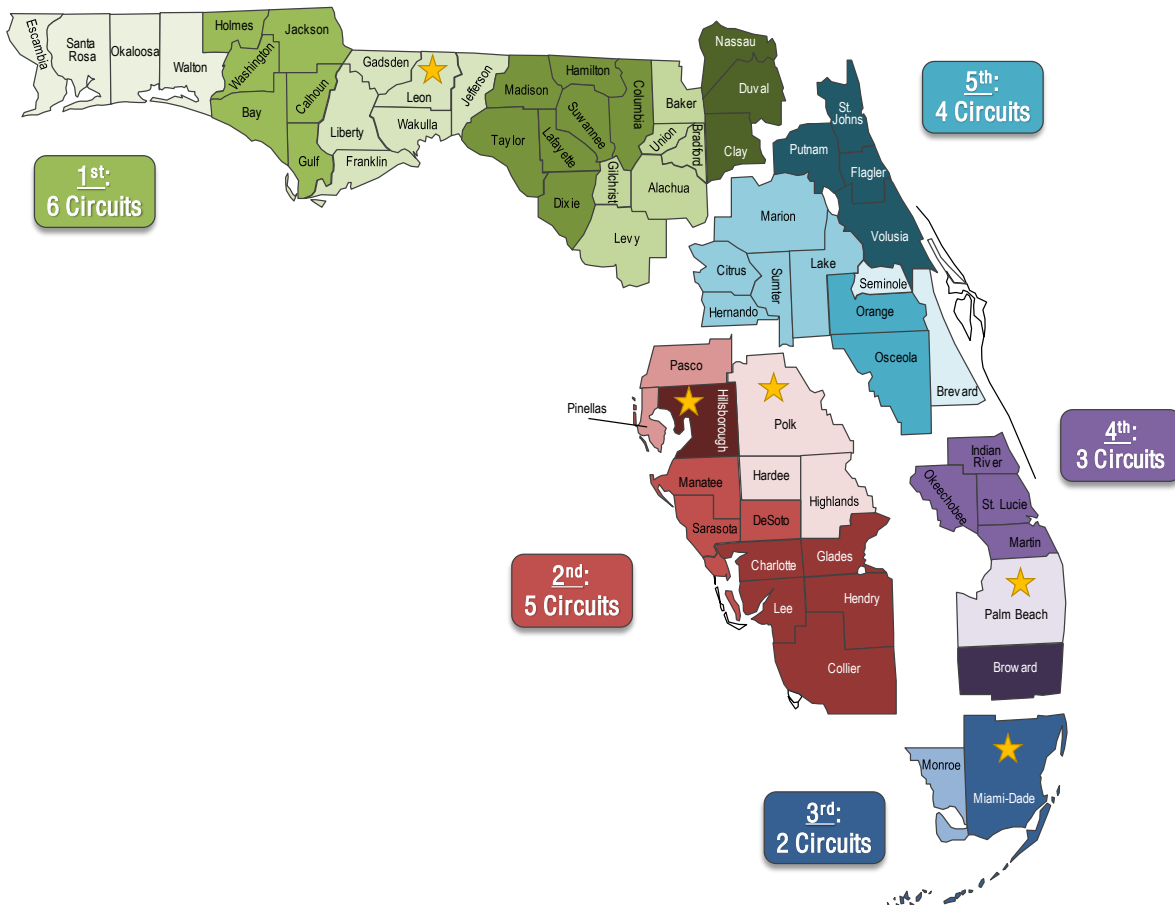 Escambia
Santa
Rosa
Okaloosa
Walton
Holmes
Washington
Jackson
Bay
Calhoun
Gulf
Gadsden
Leon
Liberty
Wakulla
Franklin
Jefferson
Madison
Hamilton
Taylor
Lafayette
Suwannee
Columbia
Dixie
Gilchrist
Baker
Union
Bradford
Alachua
Levy
Nassau
Duval
Clay
1st:
6 Circuits
5th:
4 Circuits
St.
Johns
Putnam
Flagler
Volusia
Marion
Citrus
Sumter
Lake
Hernando
Seminole
Orange
Osceola
Brevard
Pasco
Pinellas
Hillsborough
Polk
Manatee
Hardee
Highlands
Sarasota
DeSoto
Charlotte
Glades
Lee
Hendry
Collier
2nd:
5 Circuits
4th:
3 Circuits
Indian
River
Okeechobee
St. Lucie
Martin
Palm Beach
Broward
Monroe
Miami-Dade
3rd:
2 Circuits